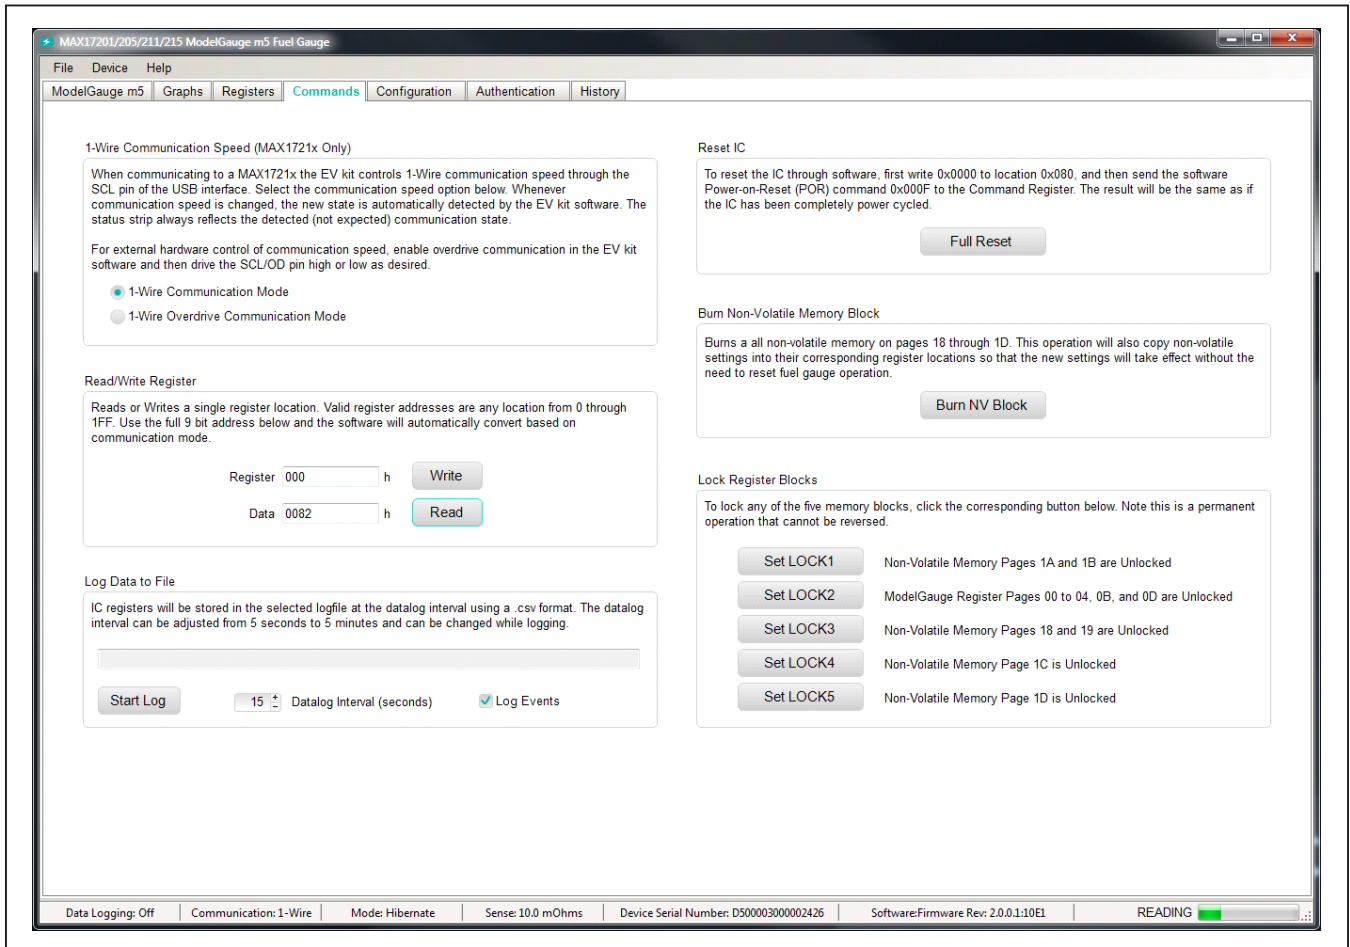 MAX17201/205/211/215 ModelGauge m5 Fuel Gauge
File Device Help
ModelGauge m5 Graphs Registers Commands Configuration Authentication History
1-Wire Communication Speed (MAX1721x Only)
When communicating to a MAX1721x the EV kit controls 1-Wire communication speed through the
SCL pin of the USB interface. Select the communication speed option below. Whenever
communication speed is changed, the new state is automatically detected by the EV kit software. The
status strip always reflects the detected (not expected) communication state.
For external hardware control of communication speed, enable overdrive communication in the EV kit
software and then drive the SCL/OD pin high or low as desired.
1-Wire Communication Mode
1-Wire Overdrive Communication Mode
Read/Write Register
Reads or Writes a single register location. Valid register addresses are any location from 0 through
1FF. Use the full 9 bit address below and the software will automatically convert based on
communication mode.
Register 000 h Write
Data 0082 h Read
Log Data to File
IC registers will be stored in the selected logfile at the datalog interval using a .csv format. The datalog
interval can be adjusted from 5 seconds to 5 minutes and can be changed while logging.
Start Log 15 Datalog Interval (seconds) Log Events
Reset IC
To reset the IC through software, first write 0x0000 to location 0x080, and then send the software
Power-on-Reset (POR) command 0x000F to the Command Register. The result will be the same as if
the IC has been completely power cycled.
Full Reset
Burn Non-Volatile Memory Block
Burns a all non-volatile memory on pages 18 through 1D. This operation will also copy non-volatile
settings into their corresponding register locations so that the new settings will take effect without the
need to reset fuel gauge operation.
Burn NV Block
Lock Register Blocks
To lock any of the five memory blocks, click the corresponding button below. Note this is a permanent
operation that cannot be reversed.
Set LOCK1 Non-Volatile Memory Pages 1A and 1B are Unlocked
Set LOCK2 ModelGauge Register Pages 00 to 04, 0B, and 0D are Unlocked
Set LOCK3 Non-Volatile Memory Pages 18 and 19 are Unlocked
Set LOCK4 Non-Volatile Memory Page 1C is Unlocked
Set LOCK5 Non-Volatile Memory Page 1D is Unlocked
Data Logging: Off Communication: 1-Wire Mode: Hibernate Sense: 10.0 mOhms Device Serial Number: D500003000002426 Software:Firmware Rev: 2.0.0.1:10E1 READING